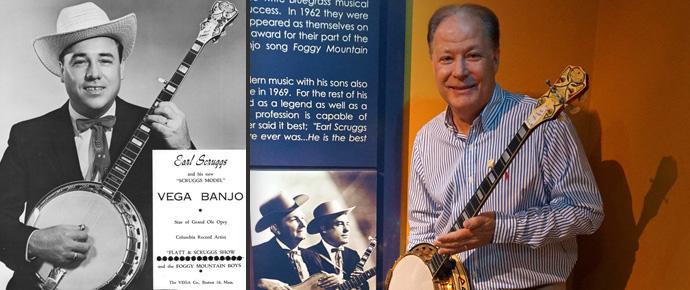 Earl Scruggs
and his new
"SCRUGGS MODEL"
VEGA BANJO
Star of Grand Ole Opry
Columbia Record Artist
"FLATT & SCRUGGS SHOW
and the FOGGY MOUNTAIN BOYS
The VEGA Co., Boston 16, Mass.
bluegrass musical
uccess. In 1962 they were
appeared as themselves on
award for their part of the
njo song Foggy Mountain
dern music with his sons also
e in 1969. For the rest of his
d as a legend as well as a
profession is capable of
er said it best; "Earl Scruggs
re ever was...He is the best